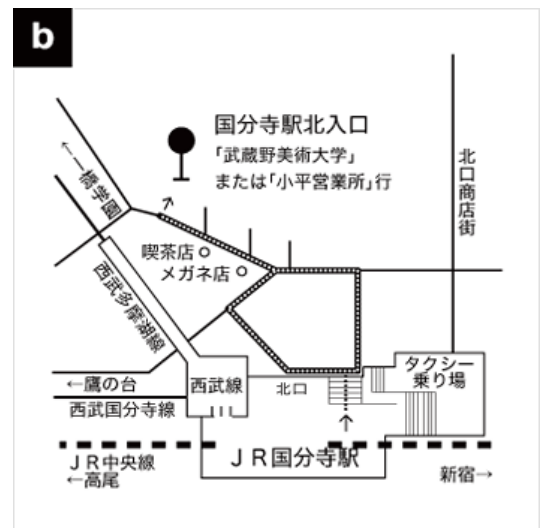 b
国分寺駅北入口
「武蔵野美術大学」
または「小平営業所」行
←一橋学園
北口商店街
喫茶店
メガネ店
西武多摩湖線
タクシー
乗り場
←鷹の台
西武線
北口
西武国分寺線
JR国分寺駅
JR中央線
←高尾
新宿→